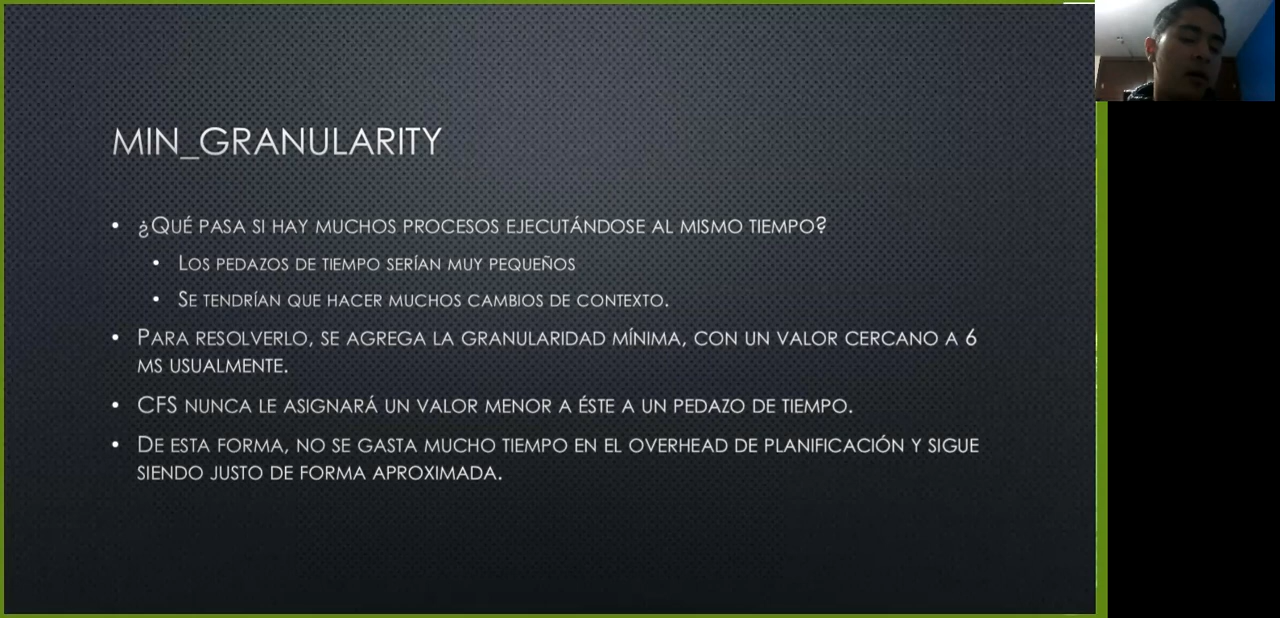 MIN_GRANULARITY
• ¿QUÉ PASA SI HAY MUCHOS PROCESOS EJECUTÁNDOSE AL MISMO TIEMPO?
• LOS PEDAZOS DE TIEMPO SERÍAN MUY PEQUEÑOS
• SE TENDRÍAN QUE HACER MUCHOS CAMBIOS DE CONTEXTO.
• PARA RESOLVERLO, SE AGREGA LA GRANULARIDAD MÍNIMA, CON UN VALOR CERCANO A 6
MS USUALMENTE.
• CFS NUNCA LE ASIGNARÁ UN VALOR MENOR A ÉSTE A UN PEDAZO DE TIEMPO.
• DE ESTA FORMA, NO SE GASTA MUCHO TIEMPO EN EL OVERHEAD DE PLANIFICACIÓN Y SIGUE
SIENDO JUSTO DE FORMA APROXIMADA.